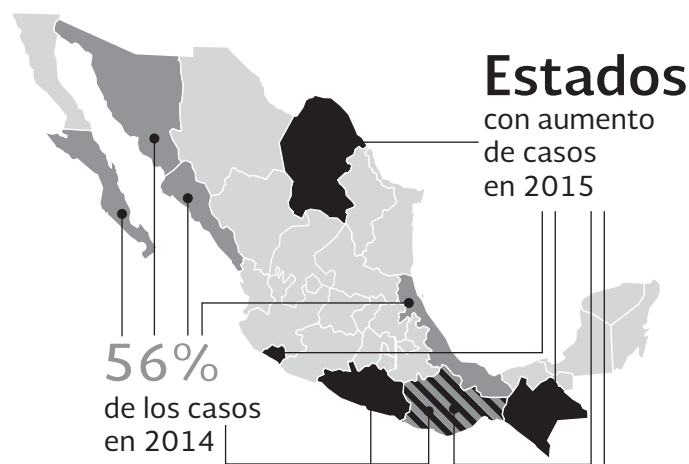 Estados
con aumento
de casos
en 2015
56%
de los casos
en 2014